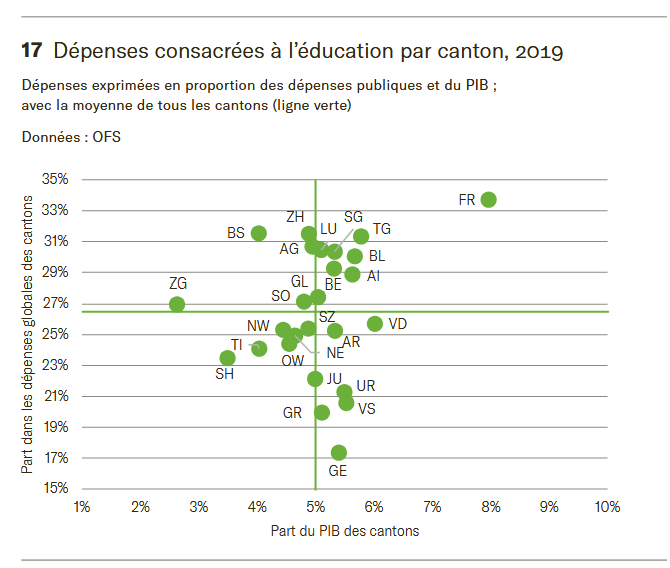 17 Dépenses consacrées à l’éducation par canton, 2019
Dépenses exprimées en proportion des dépenses publiques et du PIB ;
avec la moyenne de tous les cantons (ligne verte)
Données : OFS
Part dans les dépenses globales des cantons
35%
33%
31%
29%
27%
25%
23%
21%
19%
17%
15%
FR
ZH
LU
SG
TG
BS
AG
BL
AI
ZG
GL
BE
SO
SZ
NW
VD
TI
AR
NE
OW
SH
JU
UR
VS
GR
GE
1%
2%
3%
4%
5%
6%
7%
8%
9%
10%
Part du PIB des cantons